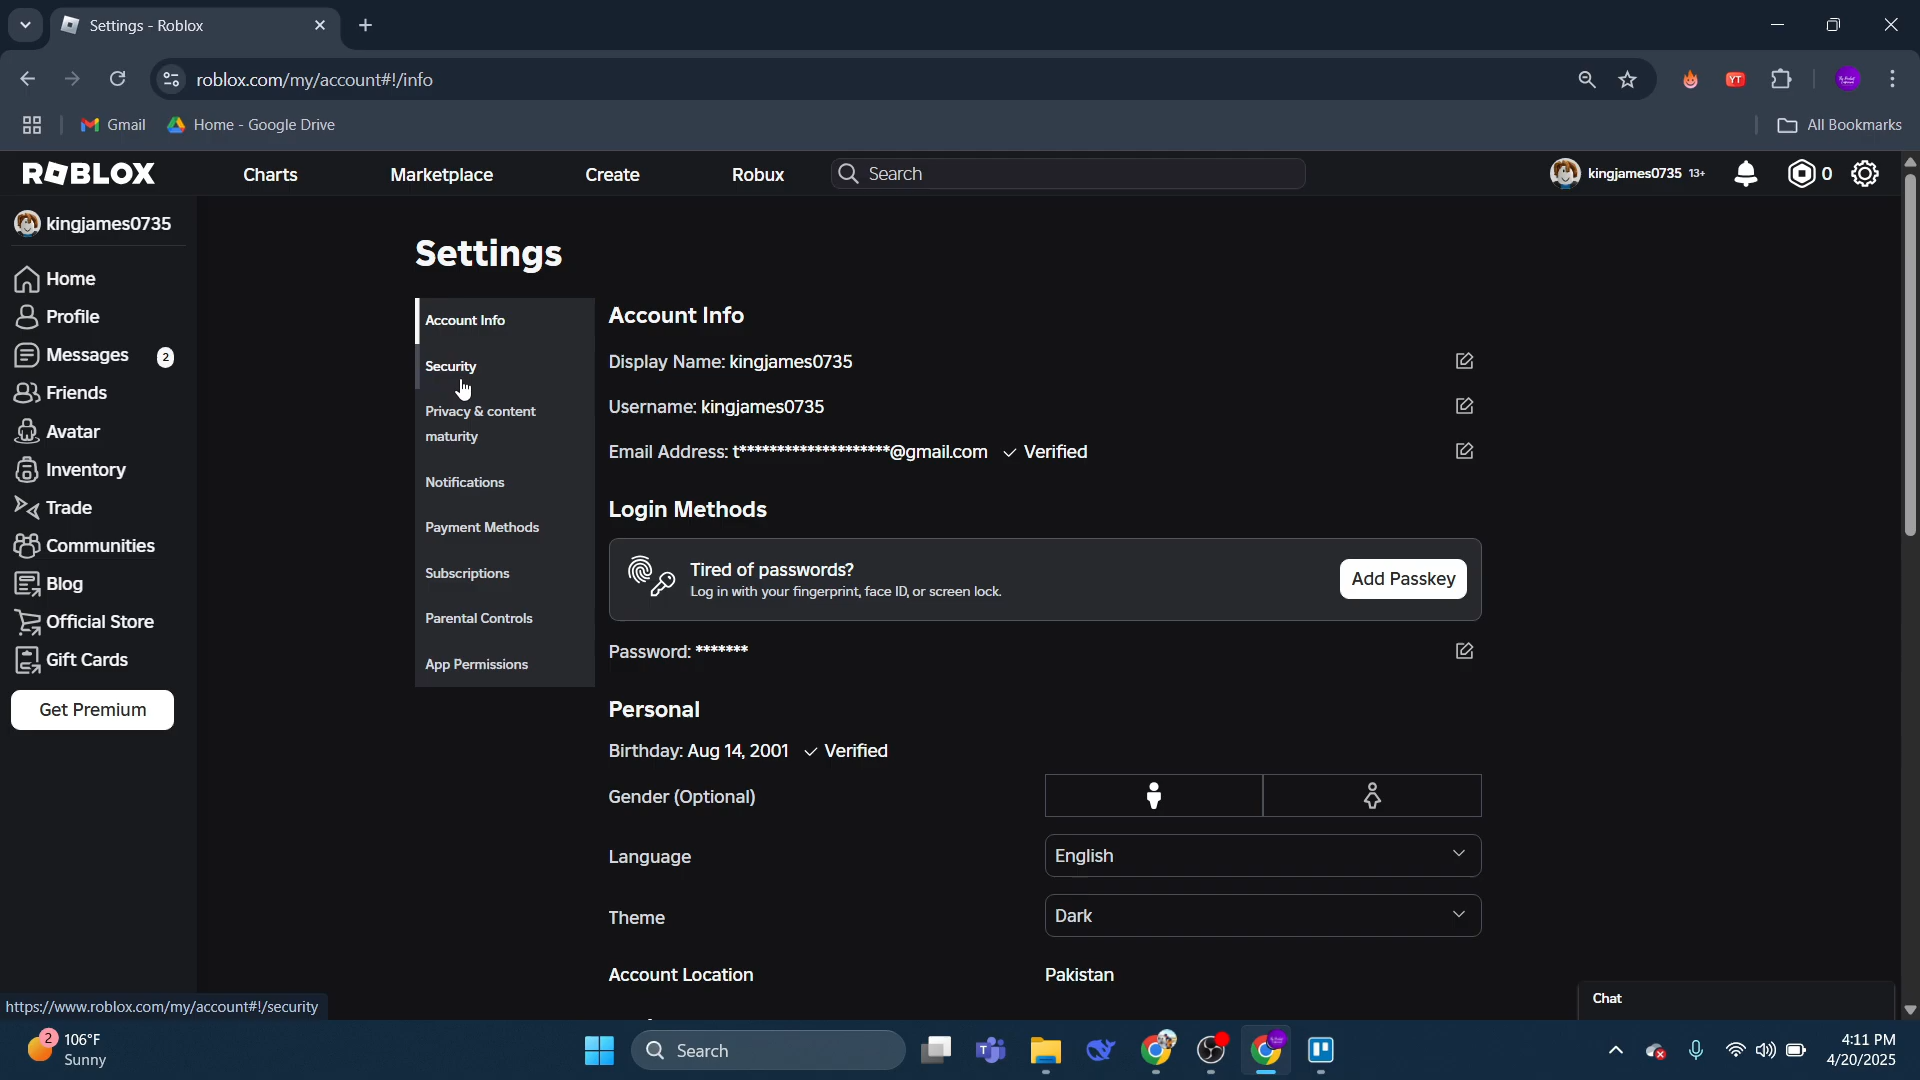 Settings - Roblox
roblox.com/my/account#!/info
YT
Gmail
Home - Google Drive
All Bookmarks
ROBLOX
Charts
Marketplace
Create
Robux
Search
kingjames0735 13+
0
kingjames0735
Home
Profile
Messages 2
Friends
Avatar
Inventory
Trade
Communities
Blog
Official Store
Gift Cards
Get Premium
Settings
Account Info
Security
Privacy & content
maturity
Notifications
Payment Methods
Subscriptions
Parental Controls
App Permissions
Account Info
Display Name: kingjames0735
Username: kingjames0735
Email Address: t********************@gmail.com ✓ Verified
Login Methods
Tired of passwords?
Log in with your fingerprint, face ID, or screen lock.
Add Passkey
Password: *******
Personal
Birthday: Aug 14, 2001 ✓ Verified
Gender (Optional)
Language
English
Theme
Dark
Account Location
Pakistan
Chat
https://www.roblox.com/my/account#!/security
2
106°F
Sunny
Search
4:11 PM
4/20/2025